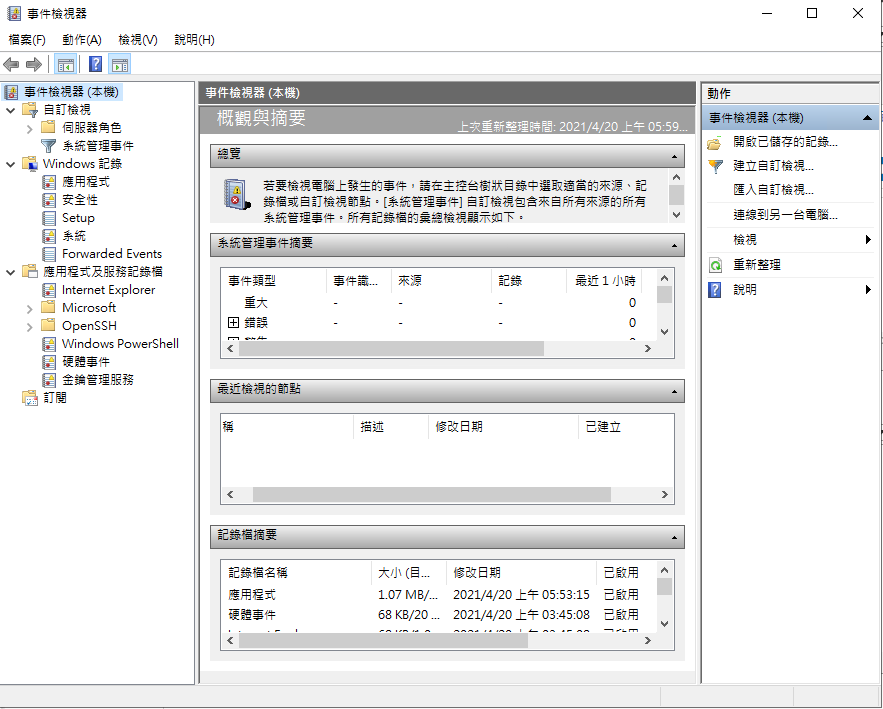 事件檢視器
檔案(F) 動作(A) 檢視(V) 說明(H)
事件檢視器 (本機)
自訂檢視
伺服器角色
系統管理事件
Windows 記錄
應用程式
安全性
Setup
系統
Forwarded Events
應用程式及服務記錄檔
Internet Explorer
Microsoft
OpenSSH
Windows PowerShell
硬體事件
金鑰管理服務
訂閱
事件檢視器 (本機)
概觀與摘要
上次重新整理時間: 2021/4/20 上午 05:59...
總覽
若要檢視電腦上發生的事件，請在主控台樹狀目錄中選取適當的來源、記
錄檔或自訂檢視節點。[系統管理事件] 自訂檢視包含來自所有來源的所有
系統管理事件。所有記錄檔的彙總檢視顯示如下。
系統管理事件摘要
事件類型 事件識... 來源 記錄 最近 1 小時
重大 - - - 0
錯誤 - - - 0
最近檢視的節點
稱 描述 修改日期 已建立
記錄檔摘要
記錄檔名稱 大小 (目... 修改日期 已啟用
應用程式 1.07 MB/... 2021/4/20 上午 05:53:15 已啟用
硬體事件 68 KB/20 ... 2021/4/20 上午 03:45:08 已啟用
動作
事件檢視器 (本機)
開啟已儲存的記錄...
建立自訂檢視...
匯入自訂檢視...
連線到另一台電腦...
檢視
重新整理
說明